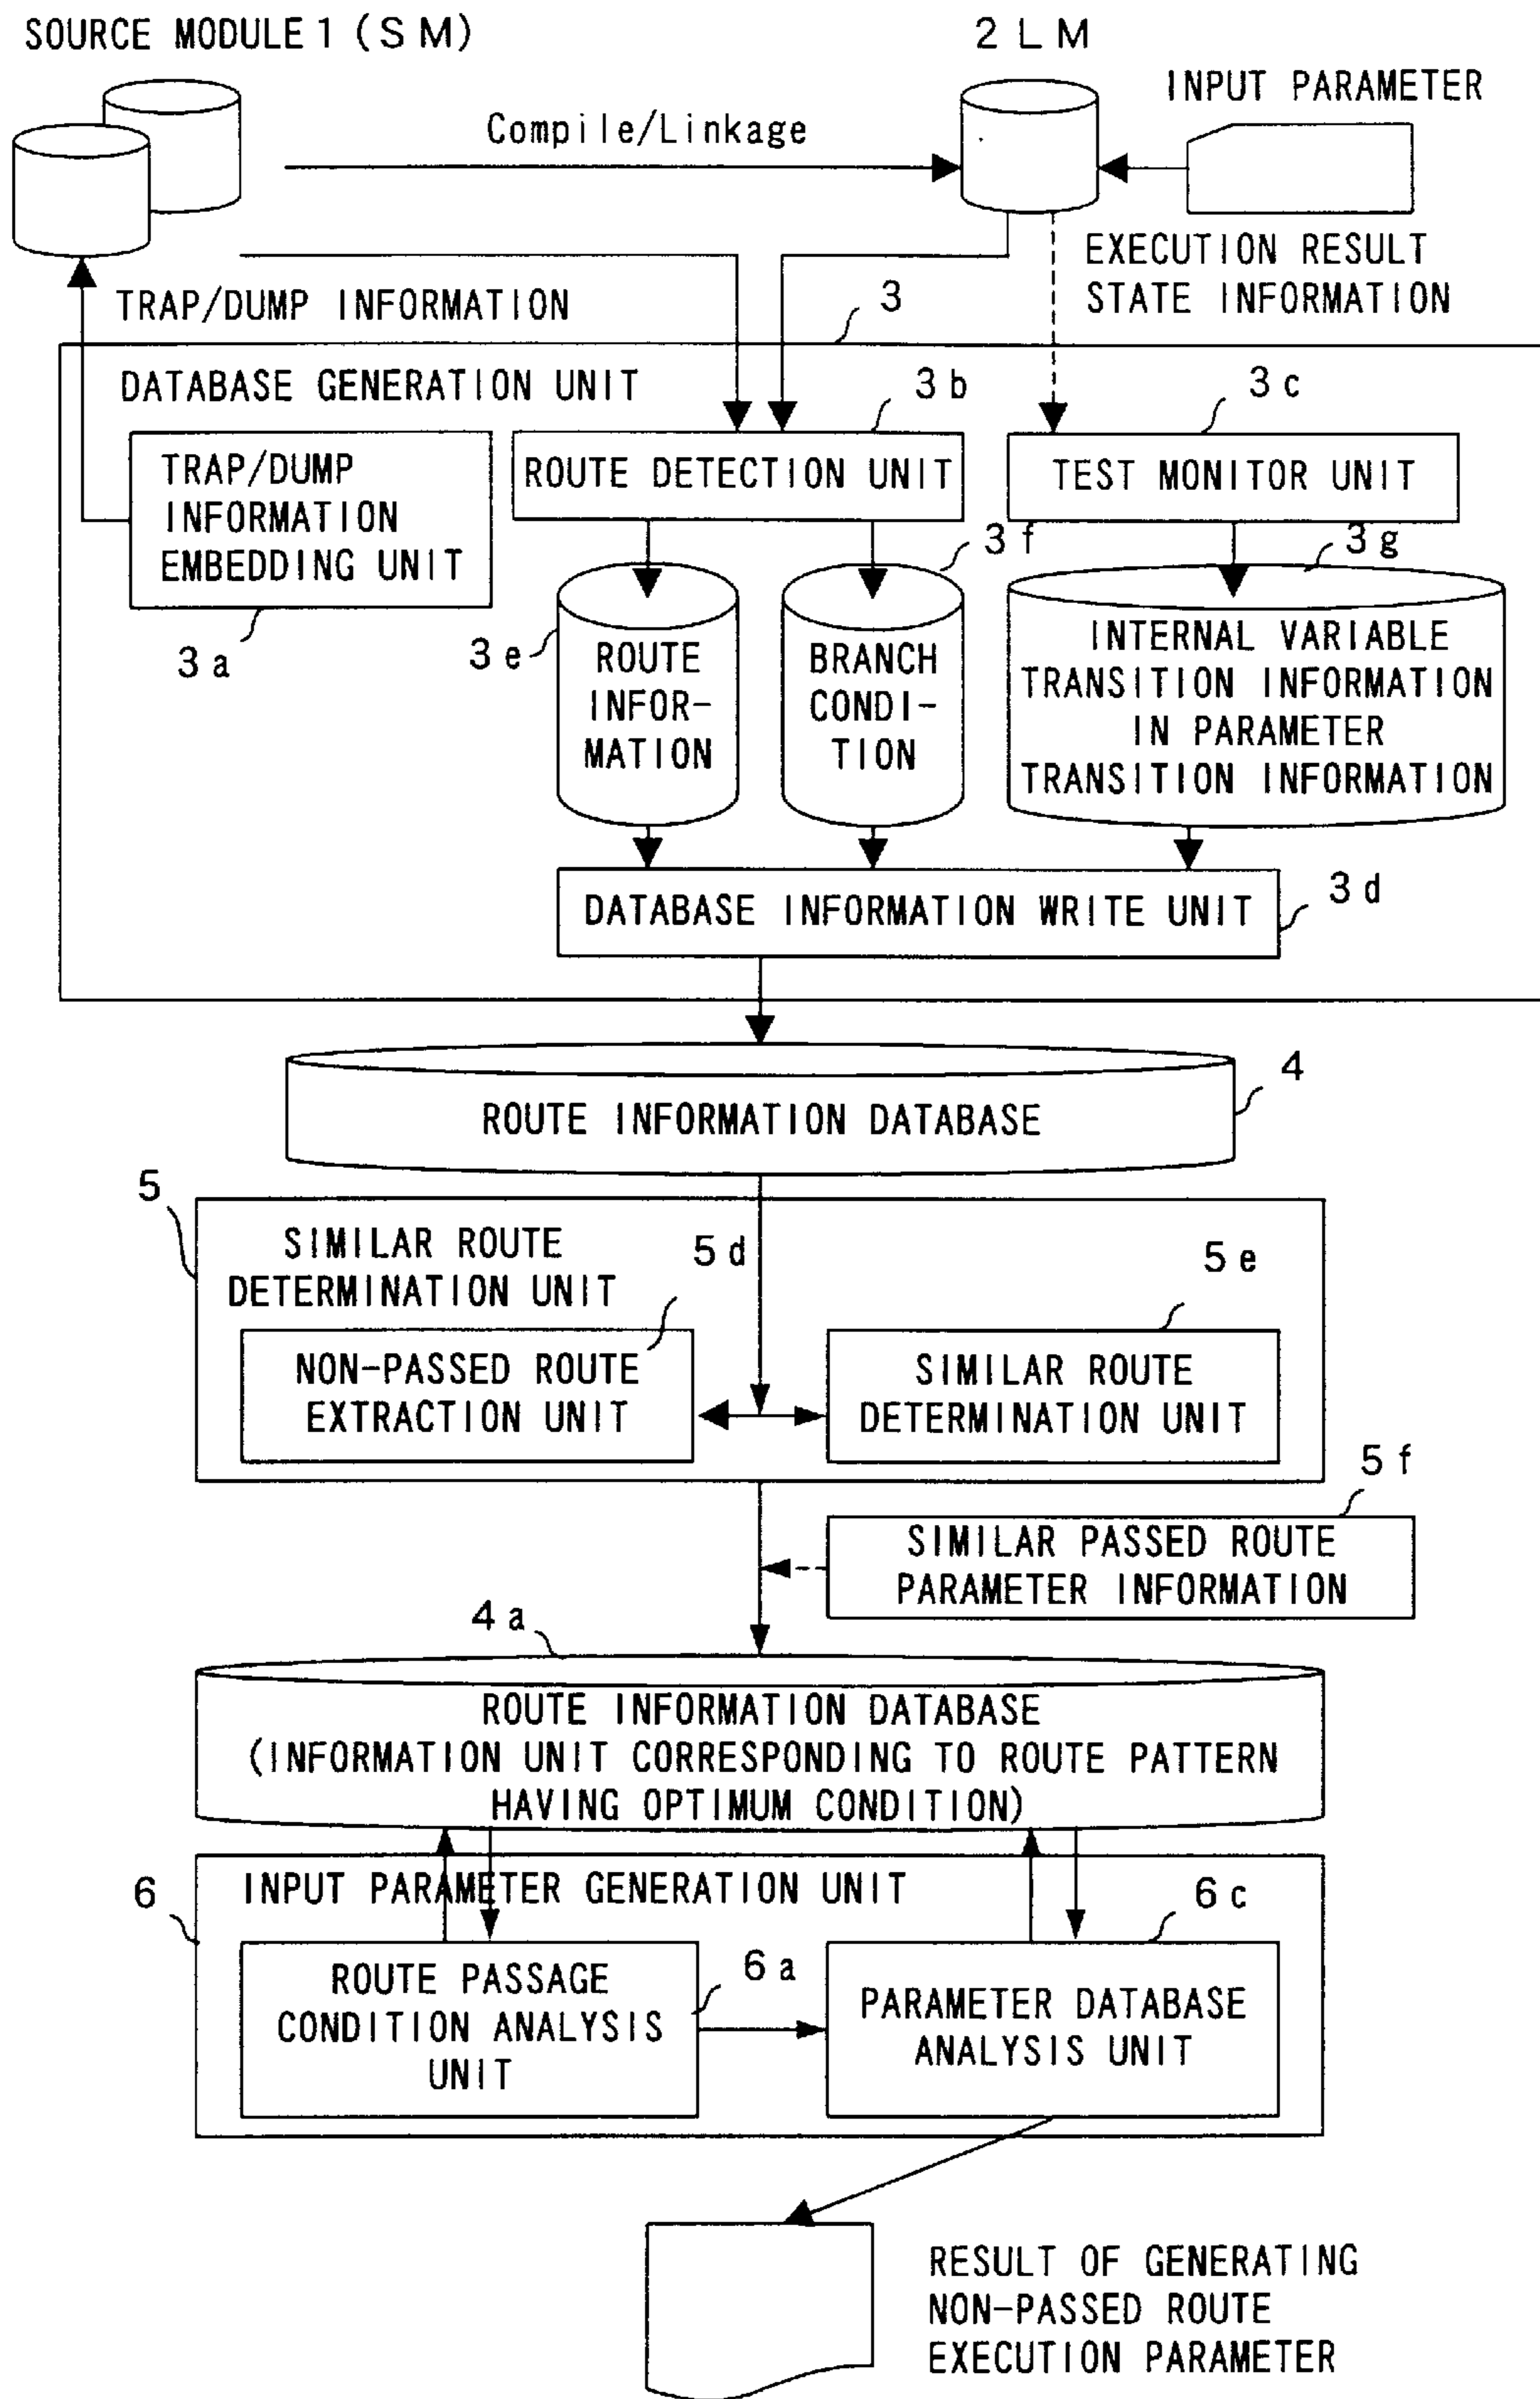 SOURCE MODULE 1 (SM)
2 LM
INPUT PARAMETER
Compile/Linkage
EXECUTION RESULT
STATE INFORMATION
TRAP/DUMP INFORMATION
3
DATABASE GENERATION UNIT
3b
3c
TRAP/DUMP
INFORMATION
EMBEDDING UNIT
ROUTE DETECTION UNIT
TEST MONITOR UNIT
3a
3e
3f
3g
ROUTE
INFOR-
MATION
BRANCH
CONDI-
TION
INTERNAL VARIABLE
TRANSITION INFORMATION
IN PARAMETER
TRANSITION INFORMATION
DATABASE INFORMATION WRITE UNIT
3d
4
ROUTE INFORMATION DATABASE
5
SIMILAR ROUTE
DETERMINATION UNIT
5d
5e
NON-PASSED ROUTE
EXTRACTION UNIT
SIMILAR ROUTE
DETERMINATION UNIT
5f
SIMILAR PASSED ROUTE
PARAMETER INFORMATION
4a
ROUTE INFORMATION DATABASE
(INFORMATION UNIT CORRESPONDING TO ROUTE PATTERN
HAVING OPTIMUM CONDITION)
6
INPUT PARAMETER GENERATION UNIT
6c
ROUTE PASSAGE
CONDITION ANALYSIS
UNIT
6a
PARAMETER DATABASE
ANALYSIS UNIT
RESULT OF GENERATING
NON-PASSED ROUTE
EXECUTION PARAMETER